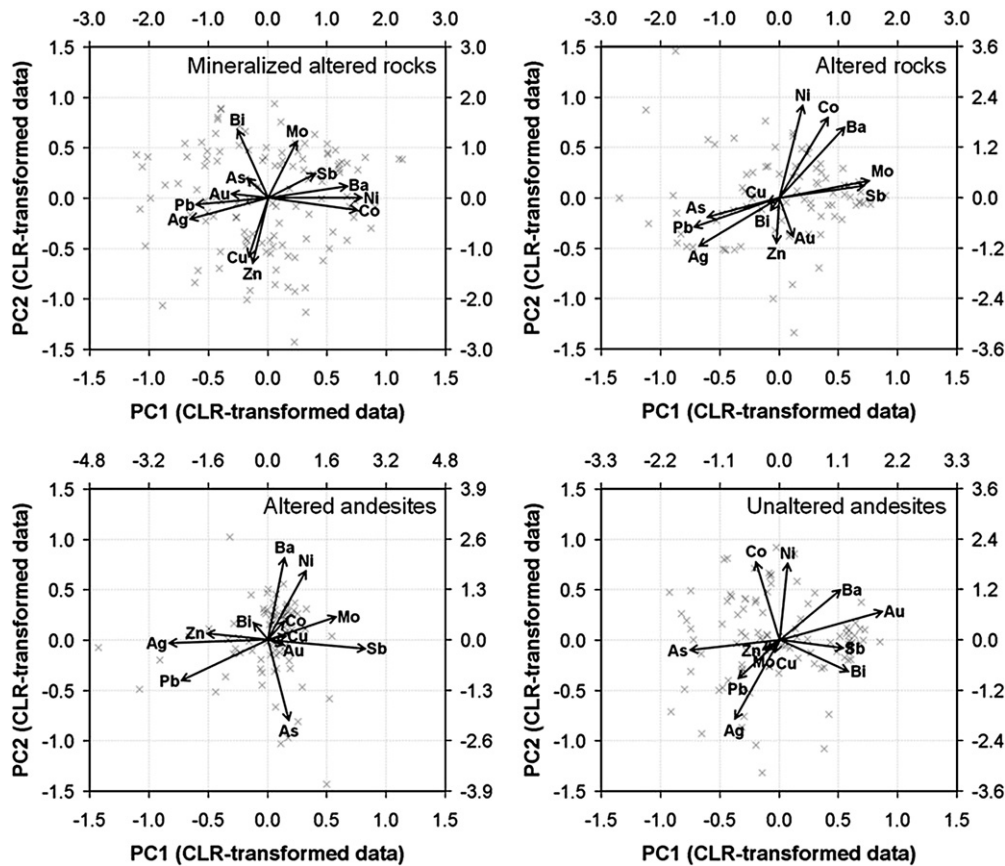 -3.0 -1.5 0.0 1.5 3.0
Mineralized altered rocks
1.5 1.0 0.5 0.0 -0.5 -1.0 -1.5
PC2 (CLR-transformed data)
3.0 2.0 1.0 0.0 -1.0 -2.0 -3.0
Bi
Mo
As
Sb
Au
Ba
Pb
Ni
Ag
Co
Cu
Zn
-1.5 -1.0 -0.5 0.0 0.5 1.0 1.5
PC1 (CLR-transformed data)
-3.0 -1.5 0.0 1.5 3.0
Altered rocks
1.5 1.0 0.5 0.0 -0.5 -1.0 -1.5
PC2 (CLR-transformed data)
3.6 2.4 1.2 0.0 -1.2 -2.4 -3.6
Ni
Co
Ba
Mo
Sb
Cu
As
Bi
Pb
Au
Ag
Zn
-1.5 -1.0 -0.5 0.0 0.5 1.0 1.5
PC1 (CLR-transformed data)
-4.8 -3.2 -1.6 0.0 1.6 3.2 4.8
Altered andesites
1.5 1.0 0.5 0.0 -0.5 -1.0 -1.5
PC2 (CLR-transformed data)
3.9 2.6 1.3 0.0 -1.3 -2.6 -3.9
Ba
Ni
Mo
Bi
Co
Zn
Cu
Ag
Au
Sb
Pb
As
-1.5 -1.0 -0.5 0.0 0.5 1.0 1.5
PC1 (CLR-transformed data)
-3.3 -2.2 -1.1 0.0 1.1 2.2 3.3
Unaltered andesites
1.5 1.0 0.5 0.0 -0.5 -1.0 -1.5
PC2 (CLR-transformed data)
3.6 2.4 1.2 0.0 -1.2 -2.4 -3.6
Co
Ni
Ba
Au
As
Zn
Sb
Mo
Cu
Bi
Pb
Ag
-1.5 -1.0 -0.5 0.0 0.5 1.0 1.5
PC1 (CLR-transformed data)